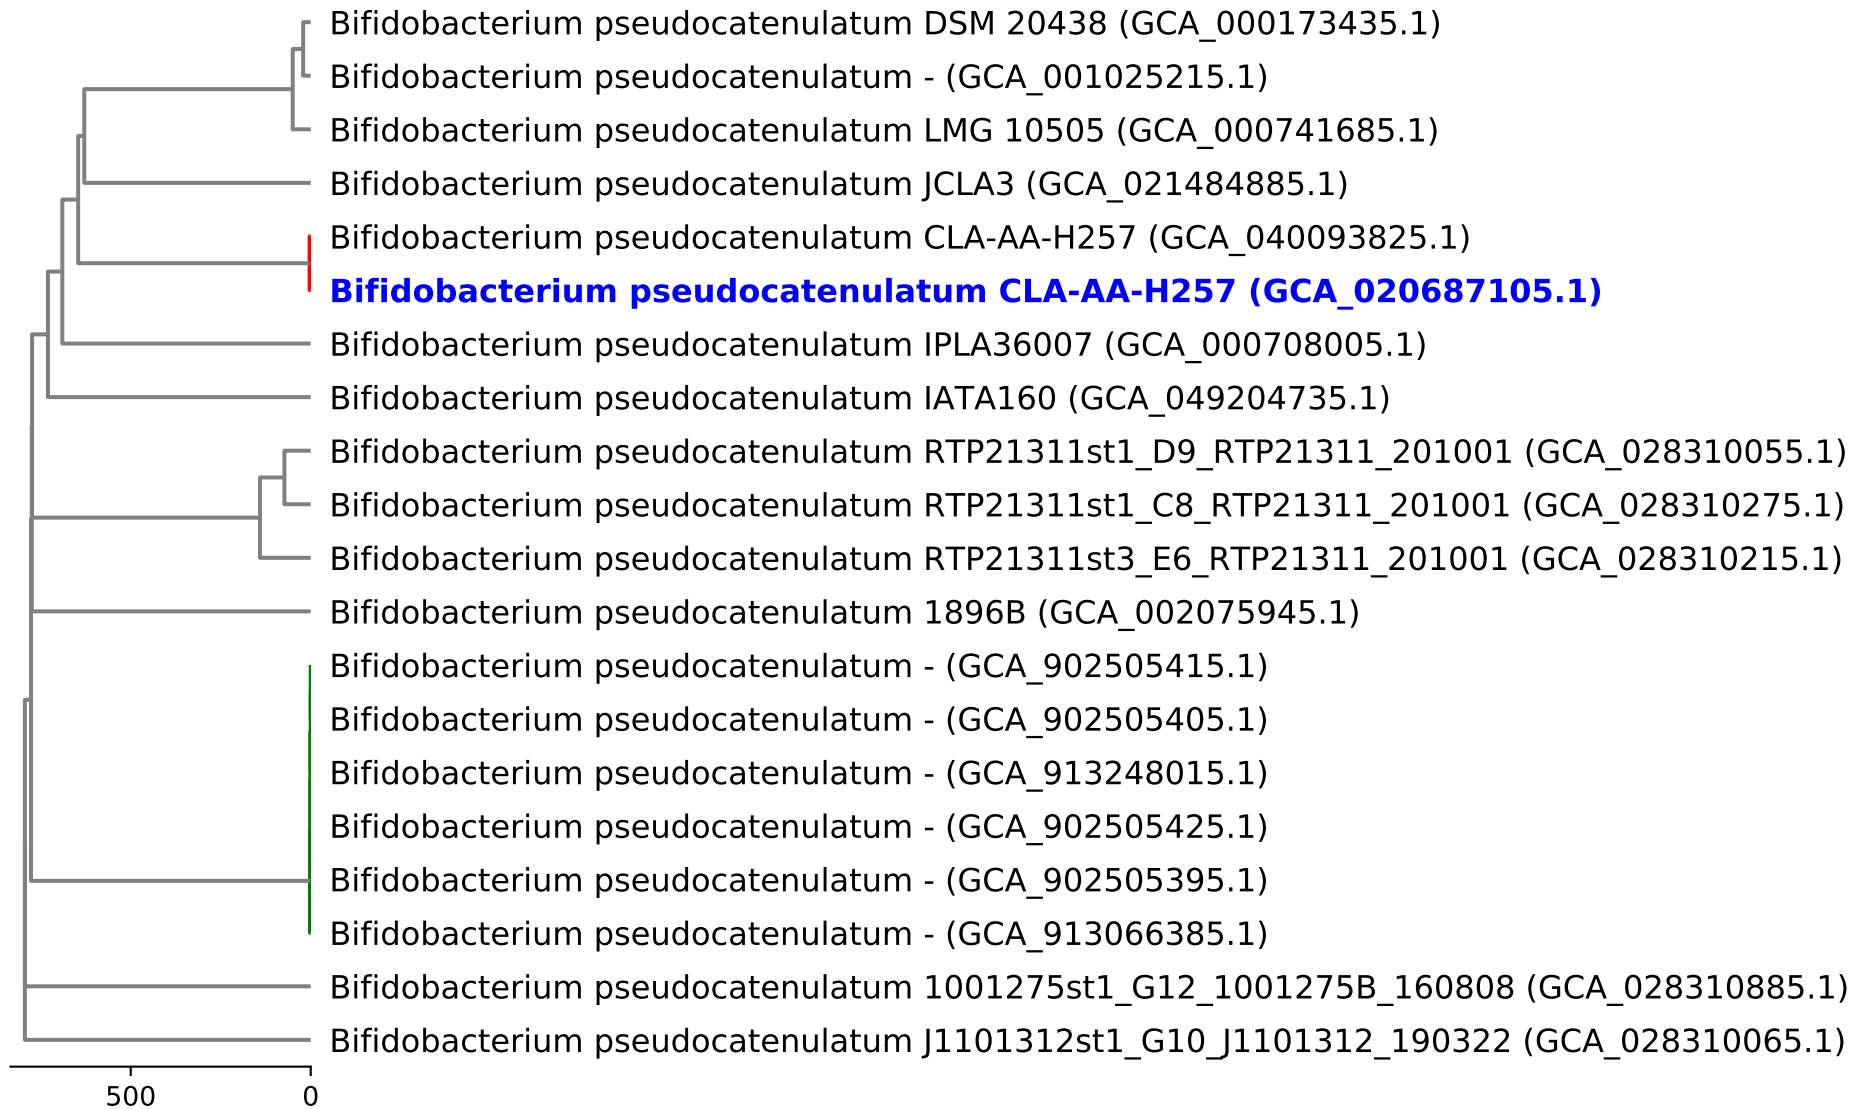 Bifidobacterium pseudocatenulatum DSM 20438 (GCA_000173435.1)
Bifidobacterium pseudocatenulatum - (GCA_001025215.1)
Bifidobacterium pseudocatenulatum LMG 10505 (GCA_000741685.1)
Bifidobacterium pseudocatenulatum JCLA3 (GCA_021484885.1)
Bifidobacterium pseudocatenulatum CLA-AA-H257 (GCA_040093825.1)
Bifidobacterium pseudocatenulatum CLA-AA-H257 (GCA_020687105.1)
Bifidobacterium pseudocatenulatum IPLA36007 (GCA_000708005.1)
Bifidobacterium pseudocatenulatum IATA160 (GCA_049204735.1)
Bifidobacterium pseudocatenulatum RTP21311st1_D9_RTP21311_201001 (GCA_028310055.1)
Bifidobacterium pseudocatenulatum RTP21311st1_C8_RTP21311_201001 (GCA_028310275.1)
Bifidobacterium pseudocatenulatum RTP21311st3_E6_RTP21311_201001 (GCA_028310215.1)
Bifidobacterium pseudocatenulatum 1896B (GCA_002075945.1)
Bifidobacterium pseudocatenulatum - (GCA_902505415.1)
Bifidobacterium pseudocatenulatum - (GCA_902505405.1)
Bifidobacterium pseudocatenulatum - (GCA_913248015.1)
Bifidobacterium pseudocatenulatum - (GCA_902505425.1)
Bifidobacterium pseudocatenulatum - (GCA_902505395.1)
Bifidobacterium pseudocatenulatum - (GCA_913066385.1)
Bifidobacterium pseudocatenulatum 1001275st1_G12_1001275B_160808 (GCA_028310885.1)
Bifidobacterium pseudocatenulatum J1101312st1_G10_J1101312_190322 (GCA_028310065.1)
500 0